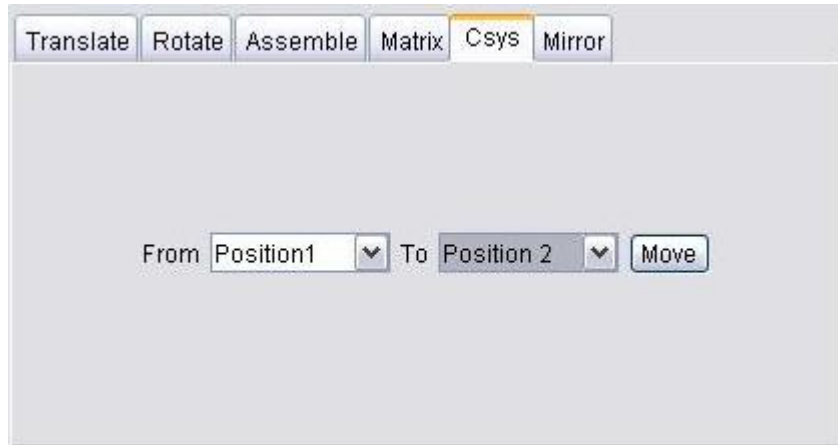 Translate Rotate Assemble Matrix Csys Mirror
From Position1 To Position 2 Move